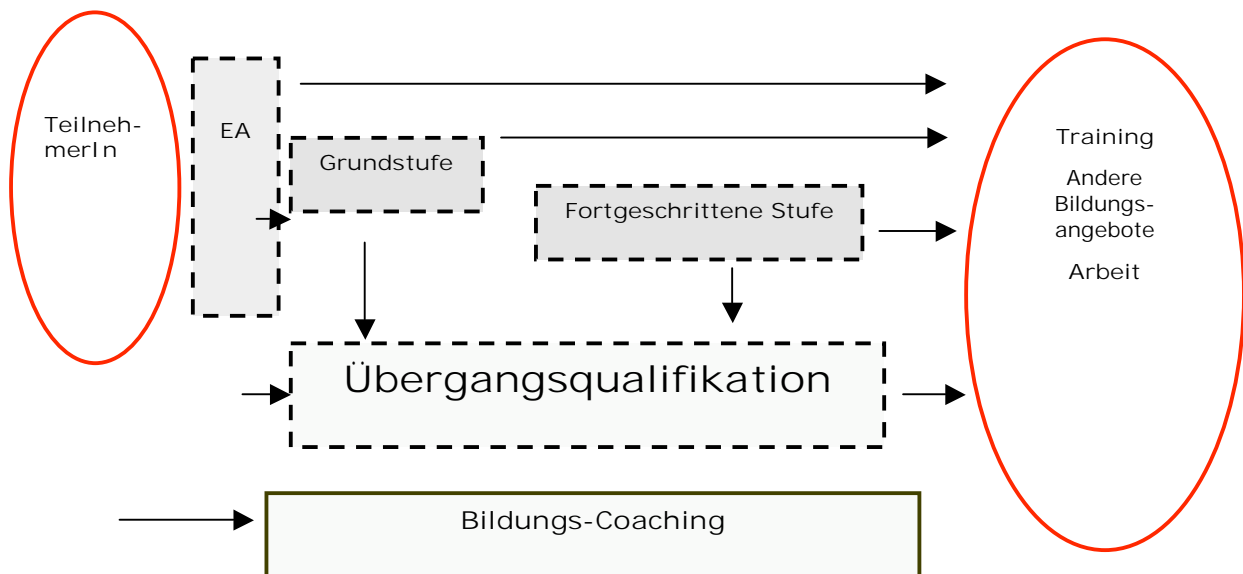 Teilneh-
merIn
EA
Grundstufe
Fortgeschrittene Stufe
Training
Andere
Bildungs-
angebote
Arbeit
Übergangsqualifikation
Bildungs-Coaching